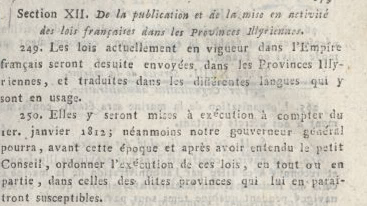 Section XII. De la publication et de la mise en activité
des lois françaises dans les Provinces Illyriennes.
249. Les lois actuellement en vigueur dans l'Empire
français seront desuite envoyées dans les Provinces Illy-
riennes, et traduites dans les différentes langues qui y
sont en usage.
250. Elles y seront mises à exécution à compter du
1er. janvier 1812; néanmoins notre gouverneur général
pourra, avant cette époque et après avoir entendu le petit
Conseil, ordonner l'exécution de ces lois, en tout ou en
partie, dans celles des dites provinces qui lui en paraî-
tront susceptibles.